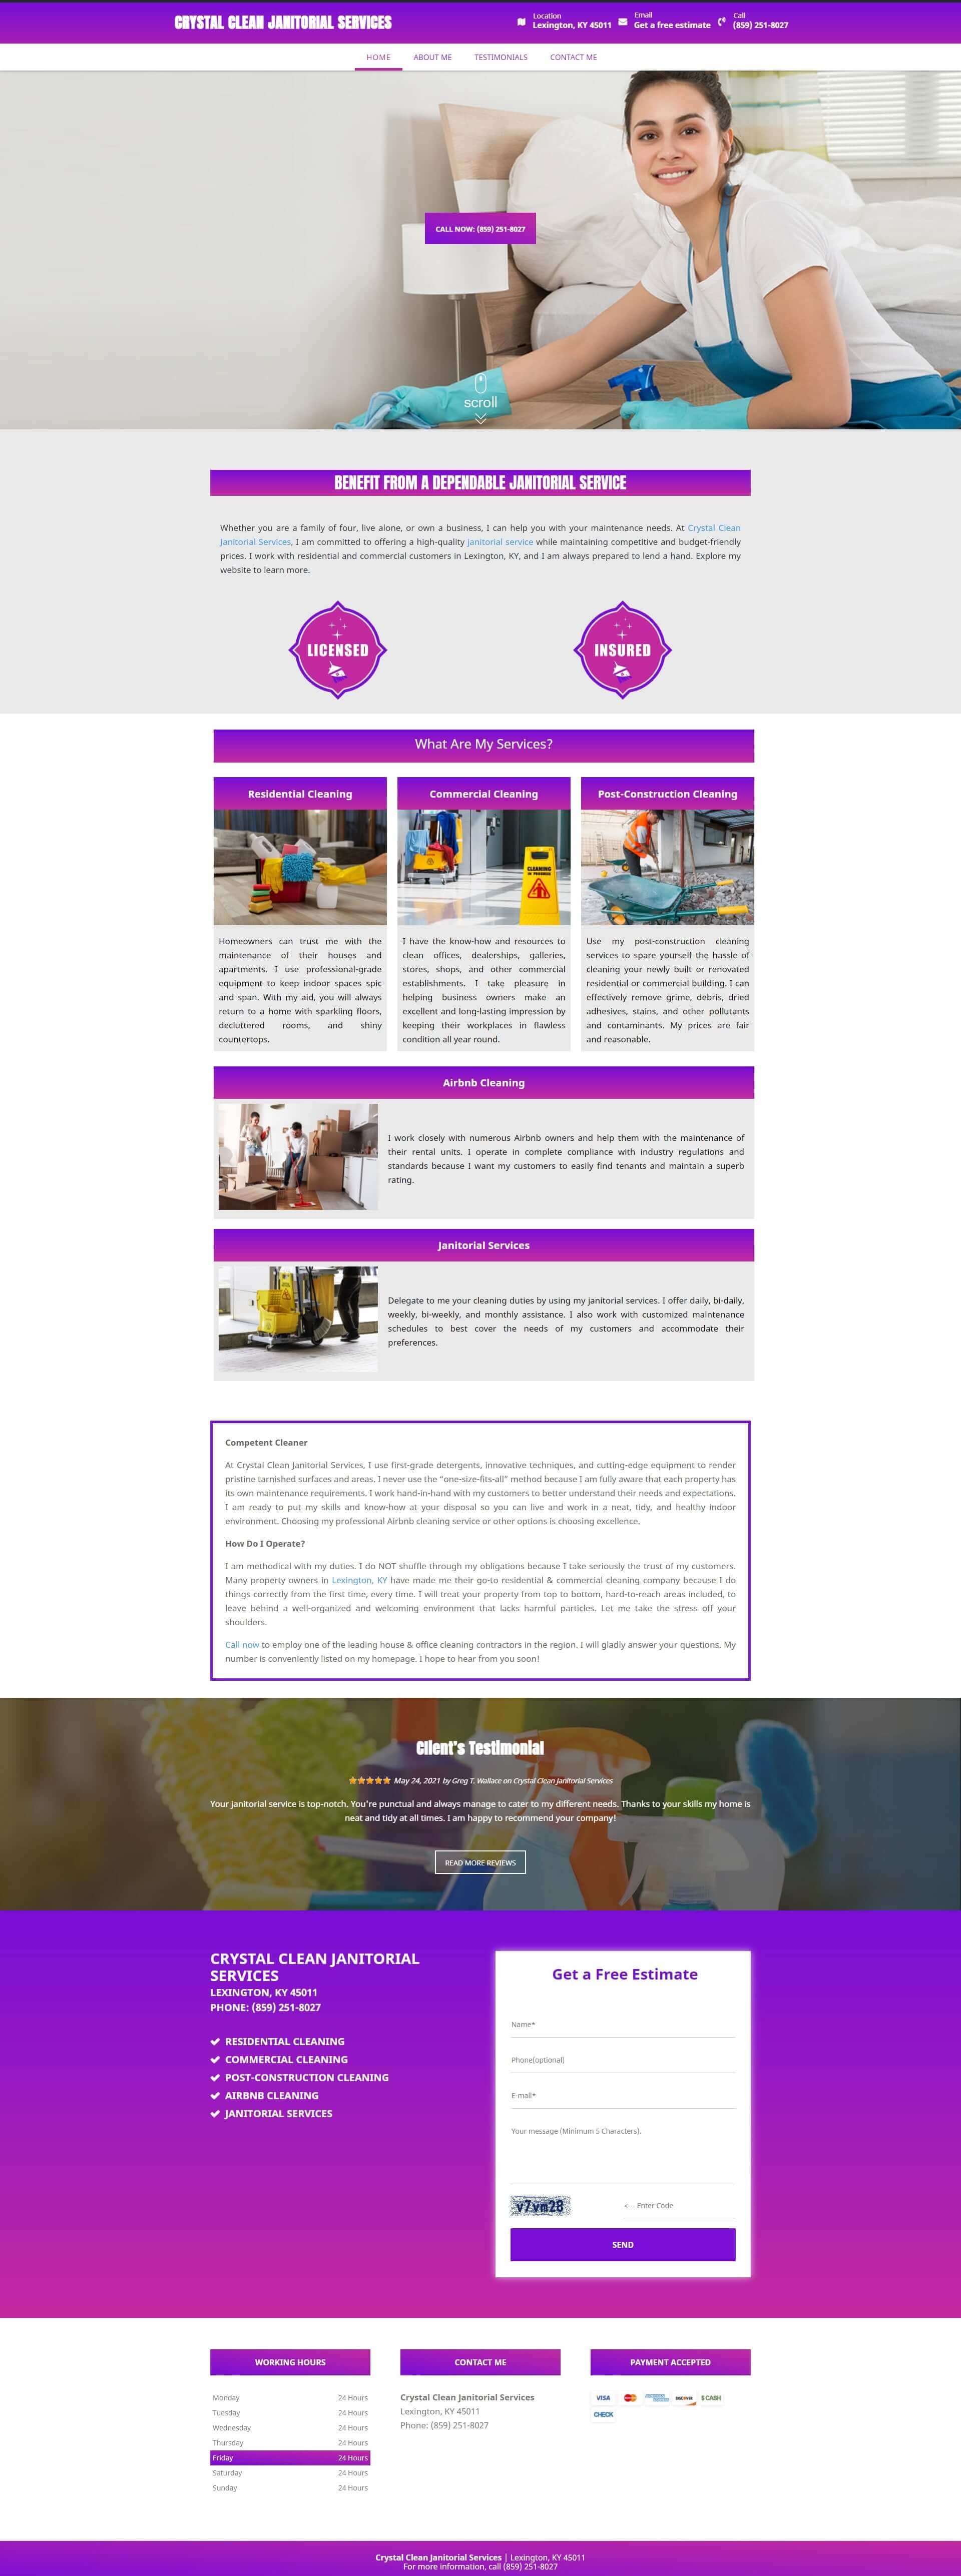 CRYSTAL CLEAN JANITORIAL SERVICES
Location
Lexington, KY 45011
Email
Get a free estimate
Call
(859) 251-8027
HOME
ABOUT ME
TESTIMONIALS
CONTACT ME
CALL NOW: (859) 251-8027
scroll
BENEFIT FROM A DEPENDABLE JANITORIAL SERVICE
Whether you are a family of four, live alone, or own a business, I can help you with your maintenance needs. At Crystal Clean
Janitorial Services, I am committed to offering a high-quality janitorial service while maintaining competitive and budget-friendly
prices. I work with residential and commercial customers in Lexington, KY, and I am always prepared to lend a hand. Explore my
website to learn more.
LICENSED
INSURED
What Are My Services?
Residential Cleaning
Homeowners can trust me with the
maintenance of their houses and
apartments. I use professional-grade
equipment to keep indoor spaces spic
and span. With my aid, you will always
return to a home with sparkling floors,
decluttered rooms, and shiny
countertops.
Commercial Cleaning
CLEANING
IN PROGRESS
I have the know-how and resources to
clean offices, dealerships, galleries,
stores, shops, and other commercial
establishments. I take pleasure in
helping business owners make an
excellent and long-lasting impression by
keeping their workplaces in flawless
condition all year round.
Post-Construction Cleaning
Use my post-construction cleaning
services to spare yourself the hassle of
cleaning your newly built or renovated
residential or commercial building. I can
effectively remove grime, debris, dried
adhesives, stains, and other pollutants
and contaminants. My prices are fair
and reasonable.
Airbnb Cleaning
I work closely with numerous Airbnb owners and help them with the maintenance of
their rental units. I operate in complete compliance with industry regulations and
standards because I want my customers to easily find tenants and maintain a superb
rating.
Janitorial Services
Delegate to me your cleaning duties by using my janitorial services. I offer daily, bi-daily,
weekly, bi-weekly, and monthly assistance. I also work with customized maintenance
schedules to best cover the needs of my customers and accommodate their
preferences.
Competent Cleaner
At Crystal Clean Janitorial Services, I use first-grade detergents, innovative techniques, and cutting-edge equipment to render
pristine tarnished surfaces and areas. I never use the "one-size-fits-all" method because I am fully aware that each property has
its own maintenance requirements. I work hand-in-hand with my customers to better understand their needs and expectations.
I am ready to put my skills and know-how at your disposal so you can live and work in a neat, tidy, and healthy indoor
environment. Choosing my professional Airbnb cleaning service or other options is choosing excellence.
How Do I Operate?
I am methodical with my duties. I do NOT shuffle through my obligations because I take seriously the trust of my customers.
Many property owners in Lexington, KY have made me their go-to residential & commercial cleaning company because I do
things correctly from the first time, every time. I will treat your property from top to bottom, hard-to-reach areas included, to
leave behind a well-organized and welcoming environment that lacks harmful particles. Let me take the stress off your
shoulders.
Call now to employ one of the leading house & office cleaning contractors in the region. I will gladly answer your questions. My
number is conveniently listed on my homepage. I hope to hear from you soon!
Client's Testimonial
May 24, 2021 by Greg T. Wallace on Crystal Clean Janitorial Services
Your janitorial service is top-notch. You're punctual and always manage to cater to my different needs. Thanks to your skills my home is
neat and tidy at all times. I am happy to recommend your company!
READ MORE REVIEWS
CRYSTAL CLEAN JANITORIAL
SERVICES
LEXINGTON, KY 45011
PHONE: (859) 251-8027
RESIDENTIAL CLEANING
COMMERCIAL CLEANING
POST-CONSTRUCTION CLEANING
AIRBNB CLEANING
JANITORIAL SERVICES
Get a Free Estimate
Name*
Phone(optional)
E-mail*
Your message (Minimum 5 Characters).
v7vm28
<-- Enter Code
SEND
WORKING HOURS
Monday 24 Hours
Tuesday 24 Hours
Wednesday 24 Hours
Thursday 24 Hours
Friday 24 Hours
Saturday 24 Hours
Sunday 24 Hours
CONTACT ME
Crystal Clean Janitorial Services
Lexington, KY 45011
Phone: (859) 251-8027
PAYMENT ACCEPTED
VISA
DISCOVER
$ CASH
CHECK
Crystal Clean Janitorial Services | Lexington, KY 45011
For more information, call (859) 251-8027